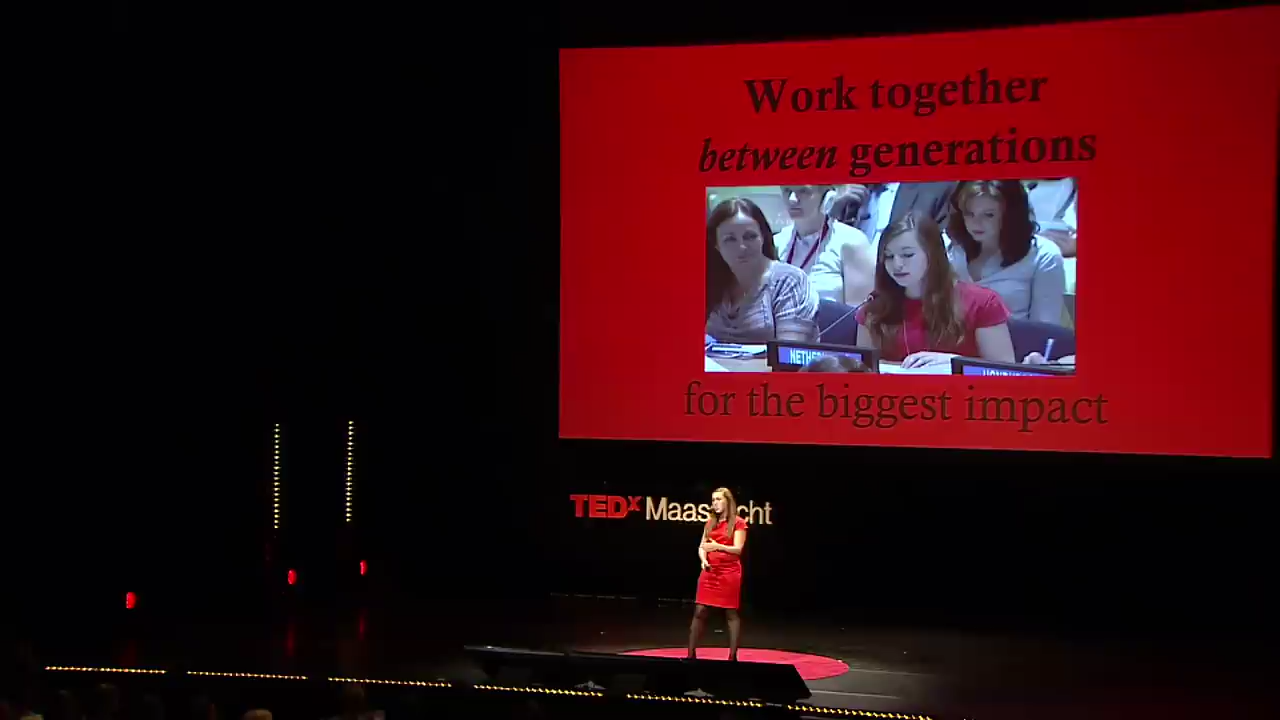 Work together
between generations
for the biggest impact
TEDx